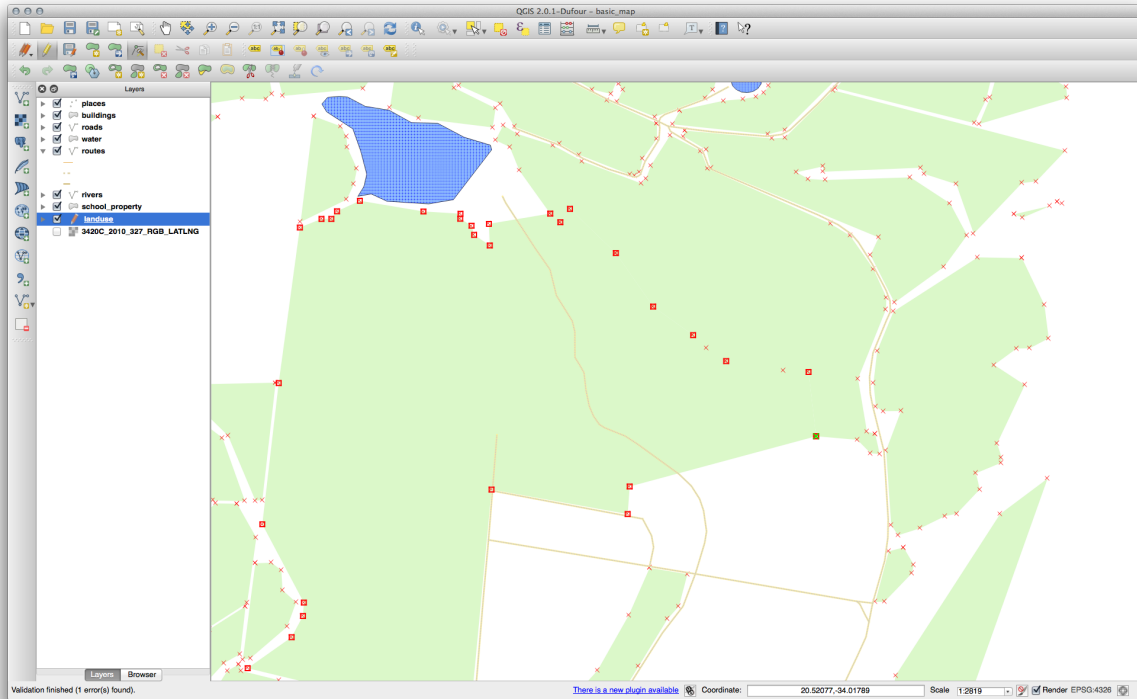 QGIS 2.0.1-Dufour – basic_map
Layers
places
buildings
roads
water
routes
rivers
school_property
landuse
3420C_2010_327_RGB_LATLNG
Layers
Browser
Validation finished (1 error(s) found).
There is a new plugin available
Coordinate:
20.52077,-34.01789
Scale
1:2819
Render
EPSG:4326